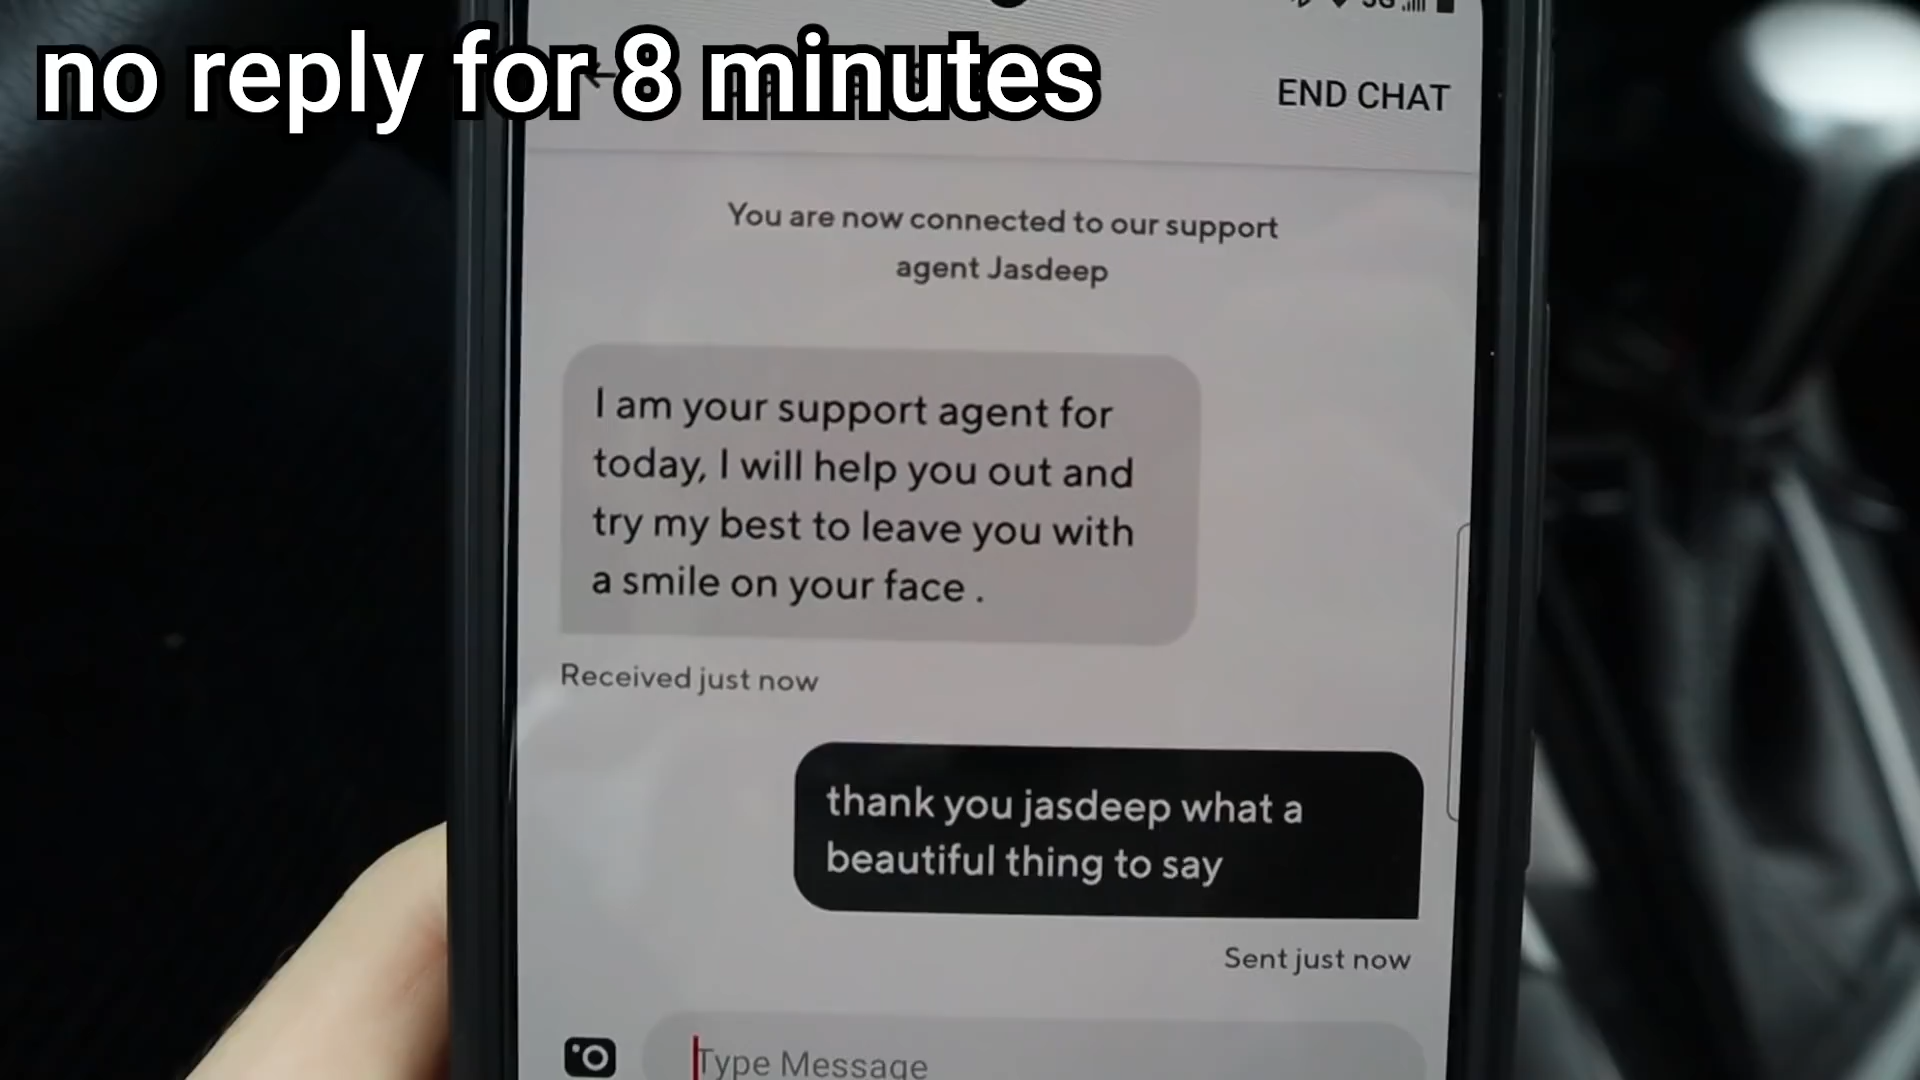 no reply for 8 minutes
END CHAT
You are now connected to our support
agent Jasdeep
I am your support agent for
today, I will help you out and
try my best to leave you with
a smile on your face .
Received just now
thank you jasdeep what a
beautiful thing to say
Sent just now
Type Message